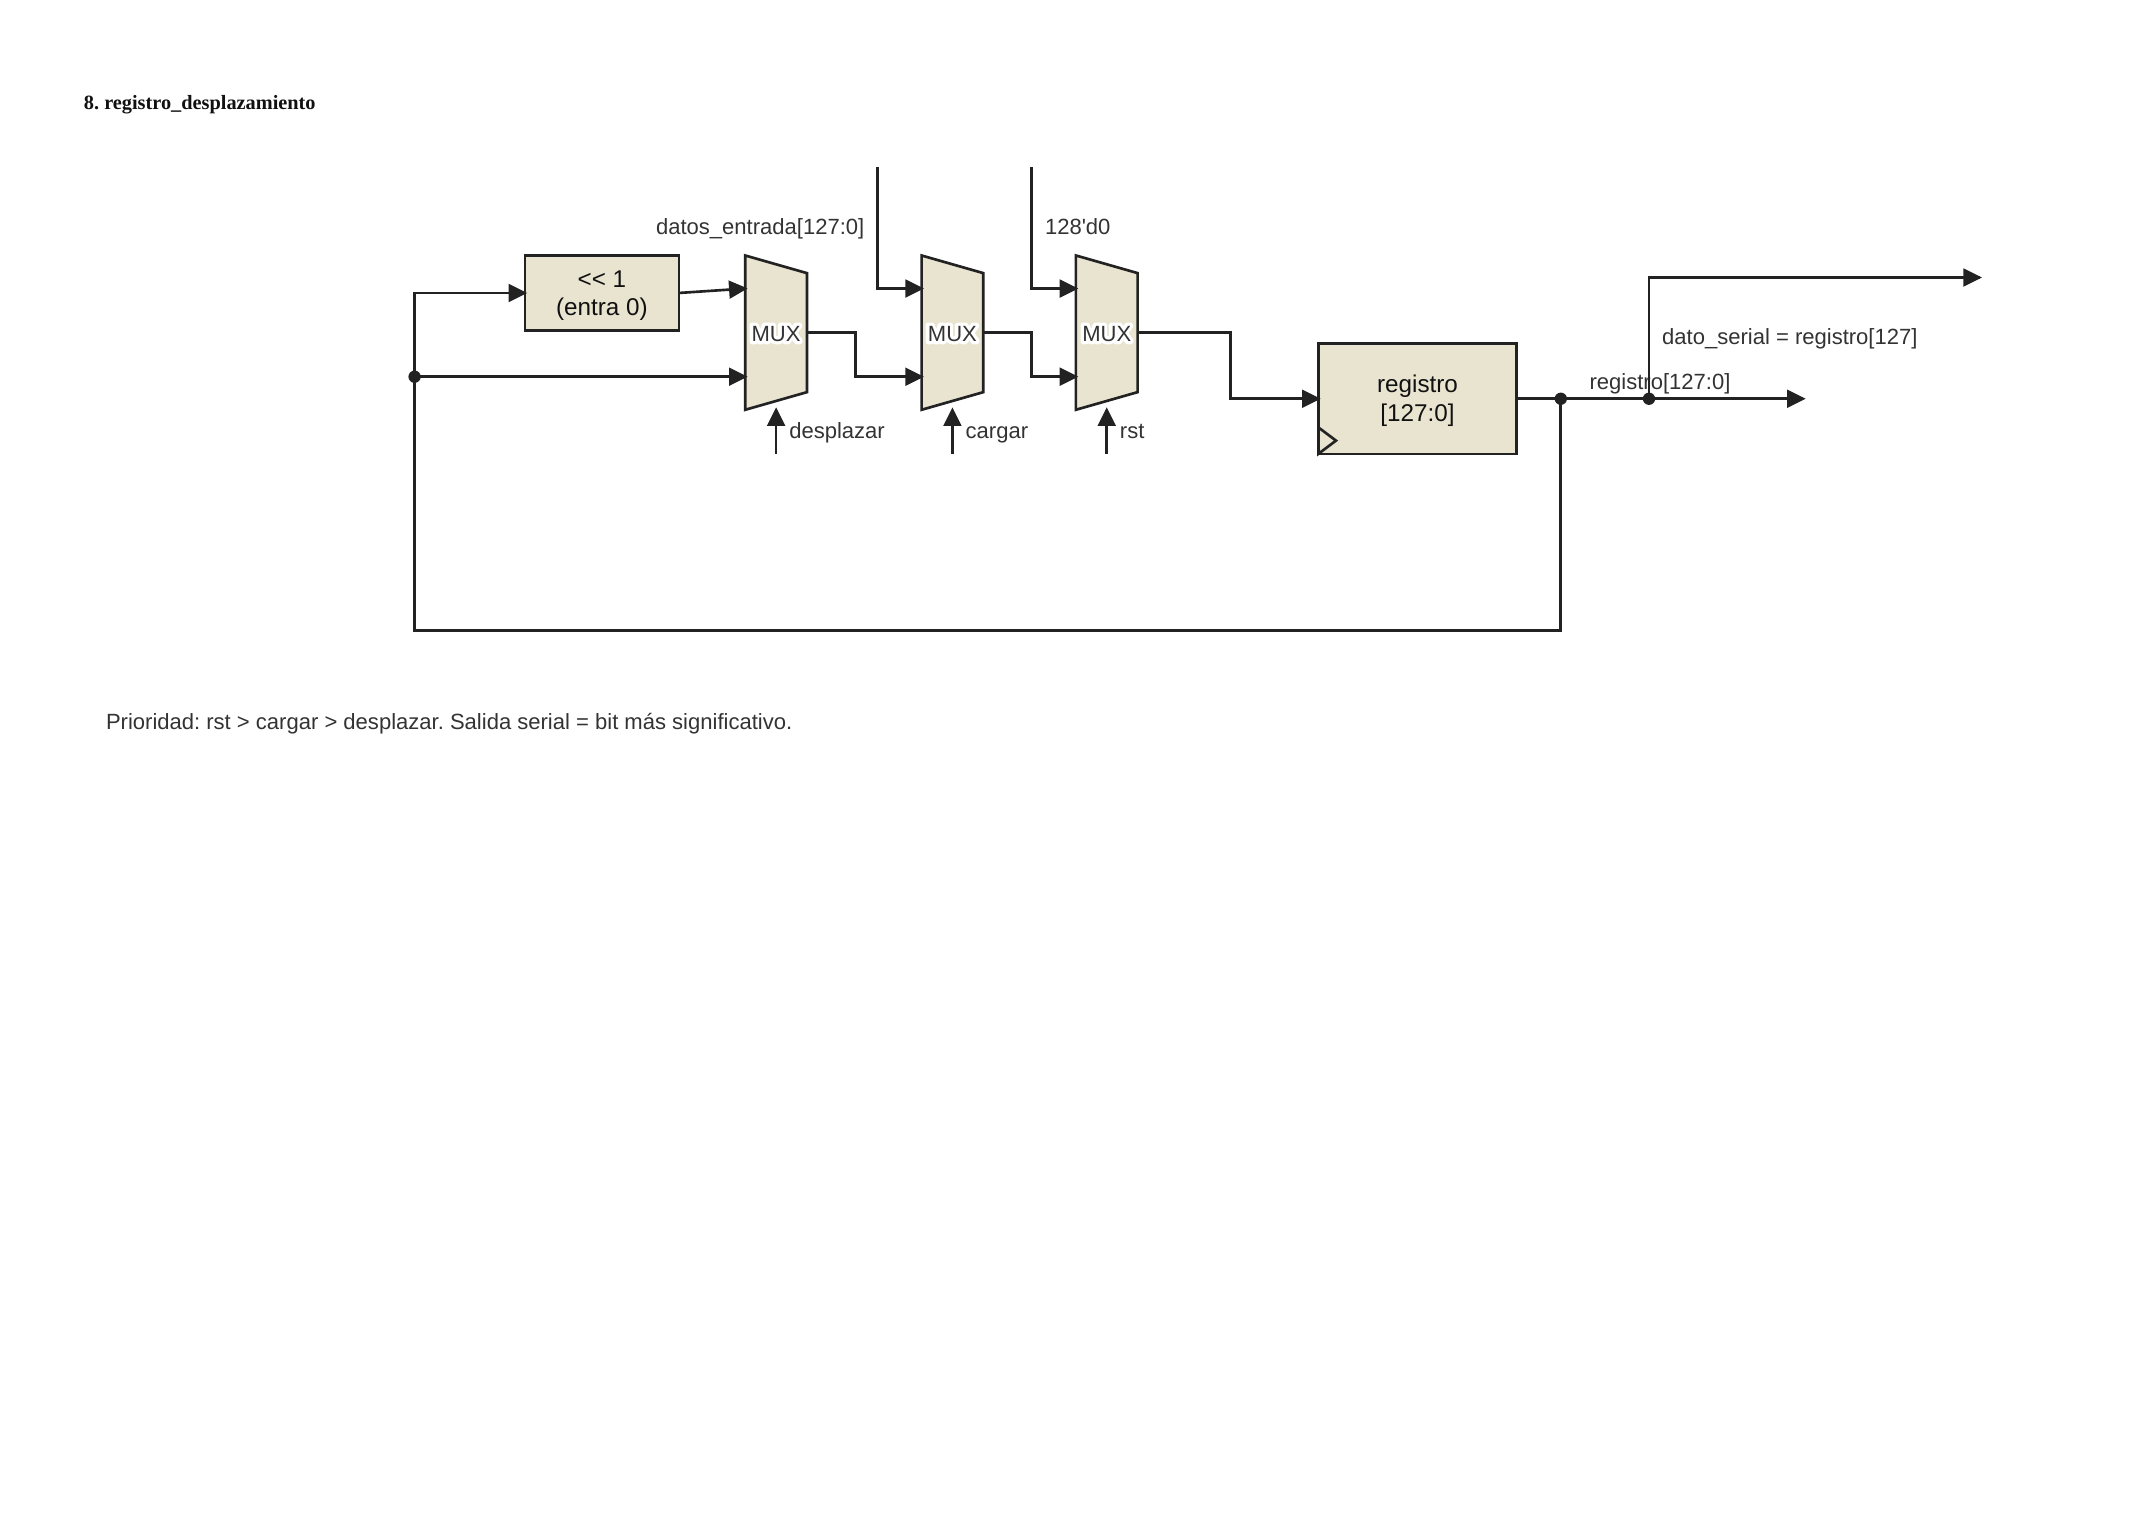 8. registro_desplazamiento
datos_entrada[127:0]
128'd0
<< 1
(entra 0)
MUX
MUX
MUX
dato_serial = registro[127]
registro
[127:0]
registro[127:0]
desplazar
cargar
rst
Prioridad: rst > cargar > desplazar. Salida serial = bit más significativo.